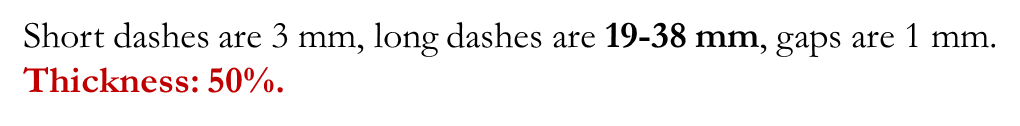 Short dashes are 3 mm, long dashes are 19-38 mm, gaps are 1 mm.
Thickness: 50%.